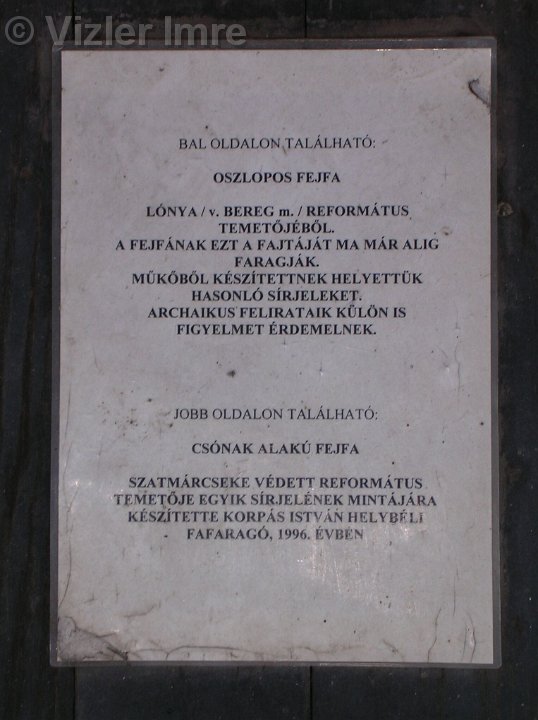 © Vizler Imre
BAL OLDALON TALÁLHATÓ:
OSZLOPOS FEJFA
LÓNYA / v. BEREG m. / REFORMÁTUS
TEMETŐJÉBŐL.
A FEJFÁNAK EZT A FAJTÁJÁT MA MÁR ALIG
FARAGJÁK.
MŰKŐBŐL KÉSZÍTETTNEK HELYETTÜK
HASONLÓ SÍRJELEKET.
ARCHAIKUS FELIRATAIK KŰLÖN IS
FIGYELMET ÉRDEMELNEK.
JOBB OLDALON TALÁLHATÓ:
CSÓNAK ALAKÚ FEJFA
SZATMÁRCSEKE VÉDETT REFORMÁTUS
TEMETŐJE EGYIK SÍRJELÉNEK MINTÁJÁRA
KÉSZÍTETTE KORPÁS ISTVÁN HELYBÉLI
FAFARAGÓ, 1996. ÉVBEN